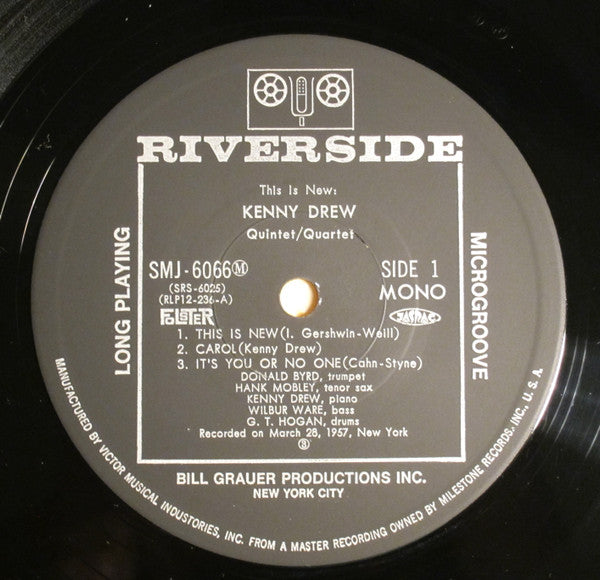 RIVERSIDE
This Is New:
KENNY DREW
Quintet/Quartet
SMJ-6066Ⓜ
(SRS-6025)
(RLP12-236-A)
SIDE 1
MONO
POLSTER
JASRAC
1. THIS IS NEW(I. Gershwin-Weill)
2. CAROL(Kenny Drew)
3. IT'S YOU OR NO ONE(Cahn-Styne)
DONALD BYRD, trumpet
HANK MOBLEY, tenor sax
KENNY DREW, piano
WILBUR WARE, bass
G. T. HOGAN, drums
Recorded on March 28, 1957, New York
LONG PLAYING
MICROGROOVE
BILL GRAUER PRODUCTIONS INC.
NEW YORK CITY
MANUFACTURED BY VICTOR MUSICAL INDUSTORIES, INC. FROM A MASTER RECORDING OWNED BY MILESTONE RECORDS, INC., U. S. A.